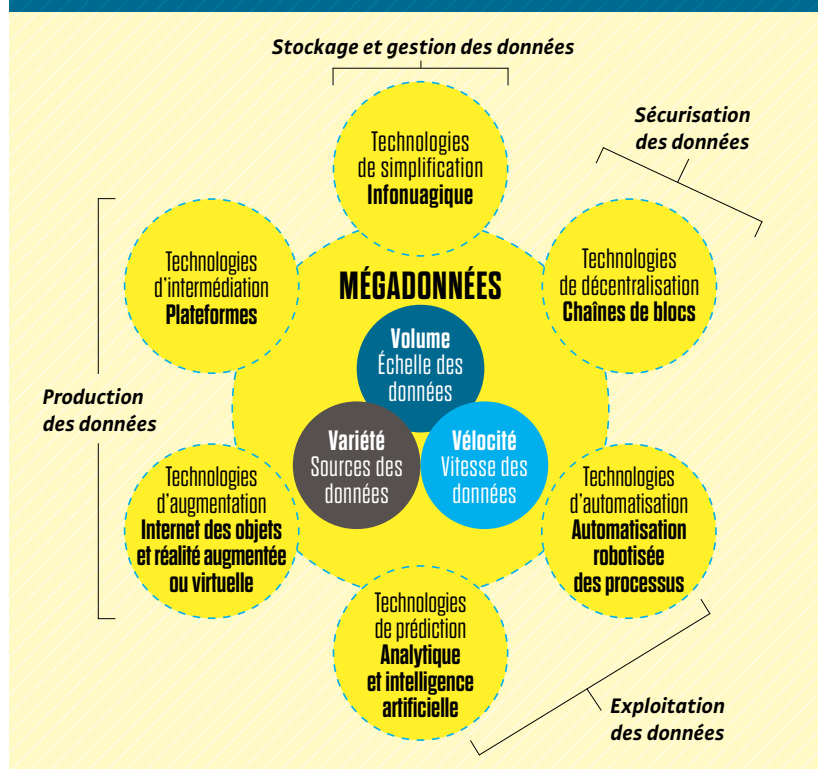 Stockage et gestion des données
Technologies
de simplification
Infonuagique
Sécurisation
des données
Technologies
d'intermédiation
Plateformes
MÉGADONNÉES
Technologies
de décentralisation
Chaînes de blocs
Volume
Échelle des
données
Production
des données
Variété
Sources des
données
Vélocité
Vitesse des
données
Technologies
d'augmentation
Internet des objets
et réalité augmentée
ou virtuelle
Technologies
d'automatisation
Automatisation
robotisée
des processus
Technologies
de prédiction
Analytique
et intelligence
artificielle
Exploitation
des données